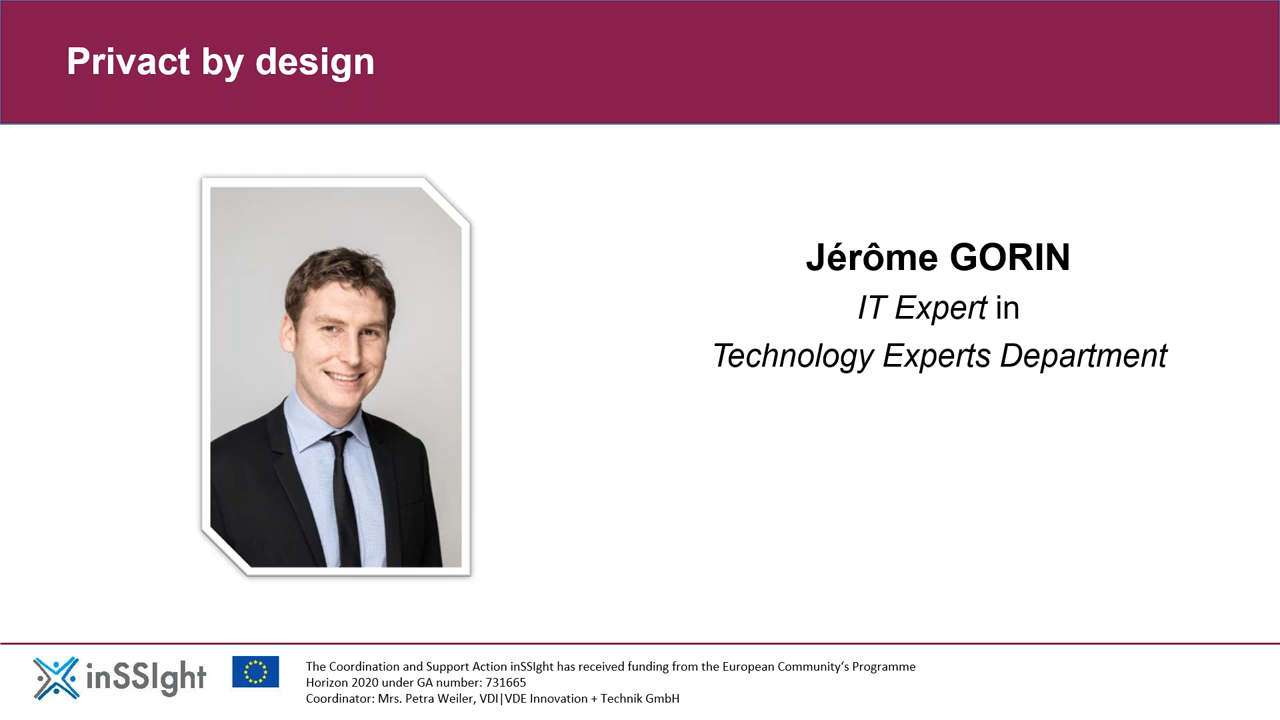 Privact by design
Jérôme GORIN
IT Expert in
Technology Experts Department
inSSIght
The Coordination and Support Action inSSIght has received funding from the European Community’s Programme
Horizon 2020 under GA number: 731665
Coordinator: Mrs. Petra Weiler, VDI|VDE Innovation + Technik GmbH